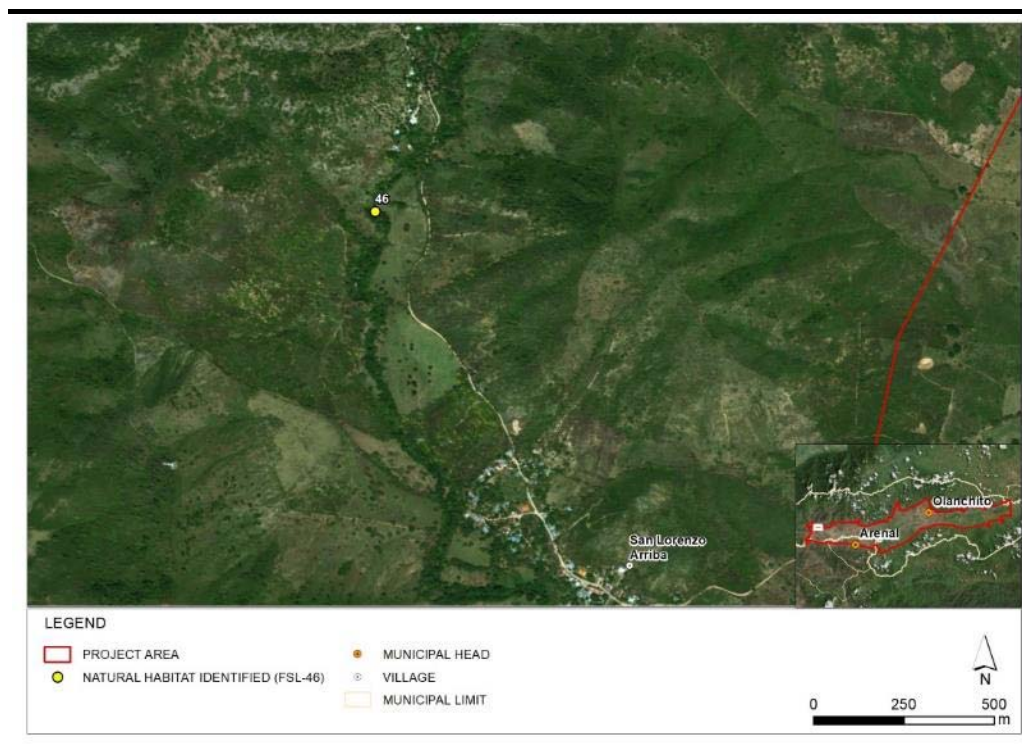 46
San Lorenzo
Arriba
Olanchito
Arenal
LEGEND
PROJECT AREA
NATURAL HABITAT IDENTIFIED (FSL-46)
MUNICIPAL HEAD
VILLAGE
MUNICIPAL LIMIT
N
0 250 500
m